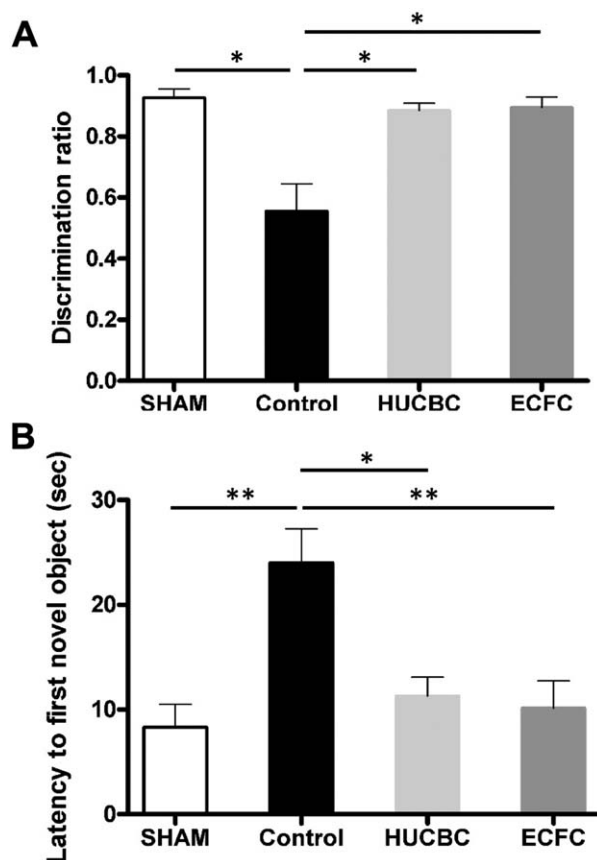 A
*
* *
Discrimination ratio
1.0
0.8
0.6
0.4
0.2
0.0
SHAM Control HUCBC ECFC
B
*
** **
Latency to first novel object (sec)
30
20
10
0
SHAM Control HUCBC ECFC